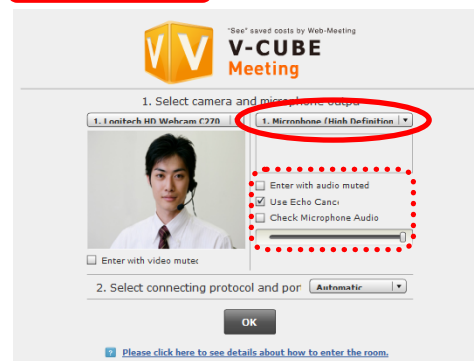 "See" saved costs by Web-Meeting
V-CUBE
Meeting
1. Select camera and microphone outpu
1. Logitech HD Webcam C270
1. Microphone (High Definition
Enter with audio muted
Use Echo Canc
Check Microphone Audio
Enter with video muted
2. Select connecting protocol and por
Automatic
OK
? Please click here to see details about how to enter the room.